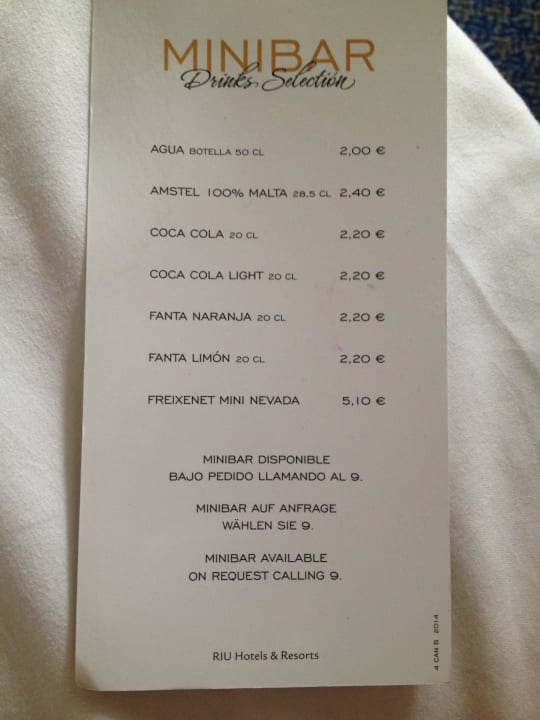 MINIBAR
Drinks Selection
AGUA BOTELLA 50 CL 2,00 €
AMSTEL 100% MALTA 28,5 CL 2,40 €
COCA COLA 20 CL 2,20 €
COCA COLA LIGHT 20 CL 2,20 €
FANTA NARANJA 20 CL 2,20 €
FANTA LIMÓN 20 CL 2,20 €
FREIXENET MINI NEVADA 5,10 €
MINIBAR DISPONIBLE
BAJO PEDIDO LLAMANDO AL 9.
MINIBAR AUF ANFRAGE
WÄHLEN SIE 9.
MINIBAR AVAILABLE
ON REQUEST CALLING 9.
RIU Hotels & Resorts
4 CAN B 2014